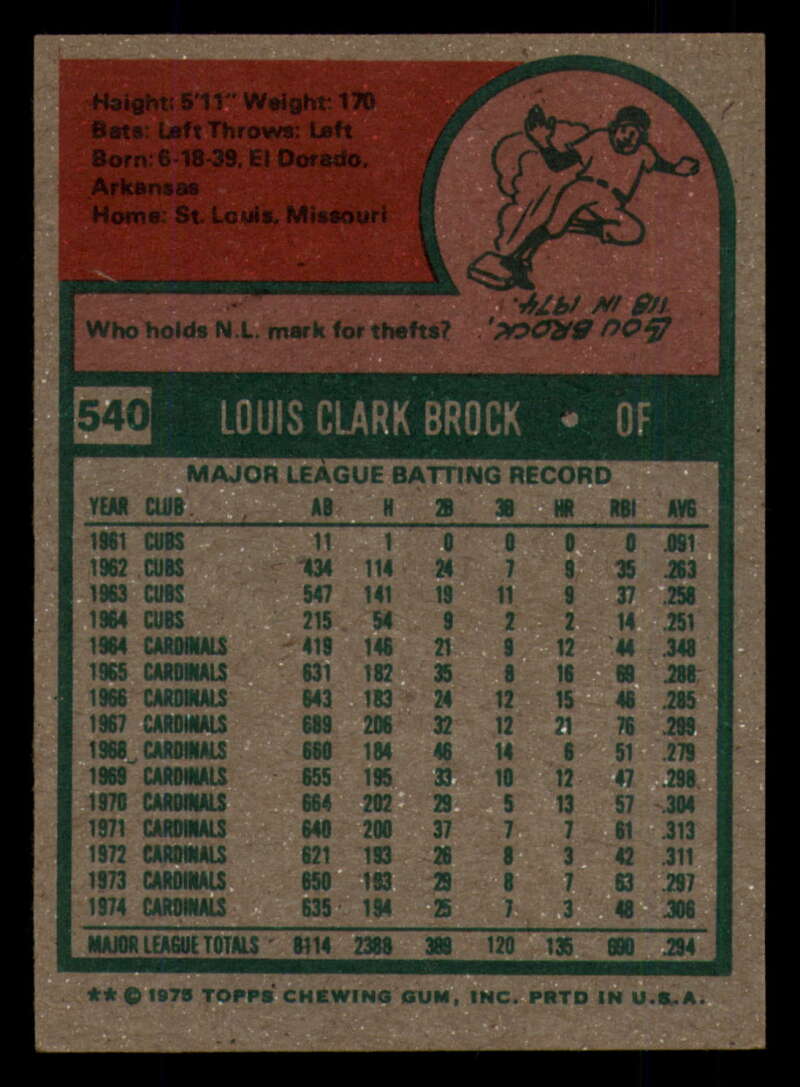 Height: 5'11" Weight: 170
Bats: Left Throws: Left
Born: 6-18-39, El Dorado,
Arkansas
Home: St. Louis, Missouri
Who holds N.L. mark for thefts?
LOU BROCK,
118 IN 1974.
540 LOUIS CLARK BROCK • OF
MAJOR LEAGUE BATTING RECORD
YEAR CLUB AB H 2B 3B HR RBI AVG
1961 CUBS 11 1 0 0 0 0 .091
1962 CUBS 434 114 24 7 9 35 .263
1963 CUBS 547 141 19 11 9 37 .258
1964 CUBS 215 54 9 2 2 14 .251
1964 CARDINALS 419 146 21 9 12 44 .348
1965 CARDINALS 631 182 35 8 16 69 .288
1966 CARDINALS 643 183 24 12 15 46 .285
1967 CARDINALS 689 206 32 12 21 76 .299
1968 CARDINALS 660 184 46 14 6 51 .279
1969 CARDINALS 655 195 33 10 12 47 .298
1970 CARDINALS 664 202 29 5 13 57 .304
1971 CARDINALS 640 200 37 7 7 61 .313
1972 CARDINALS 621 193 26 8 3 42 .311
1973 CARDINALS 650 193 29 8 7 63 .297
1974 CARDINALS 635 194 25 7 3 48 .306
MAJOR LEAGUE TOTALS 8114 2388 389 120 135 690 .294
** © 1975 TOPPS CHEWING GUM, INC. PRTD IN U.S.A.